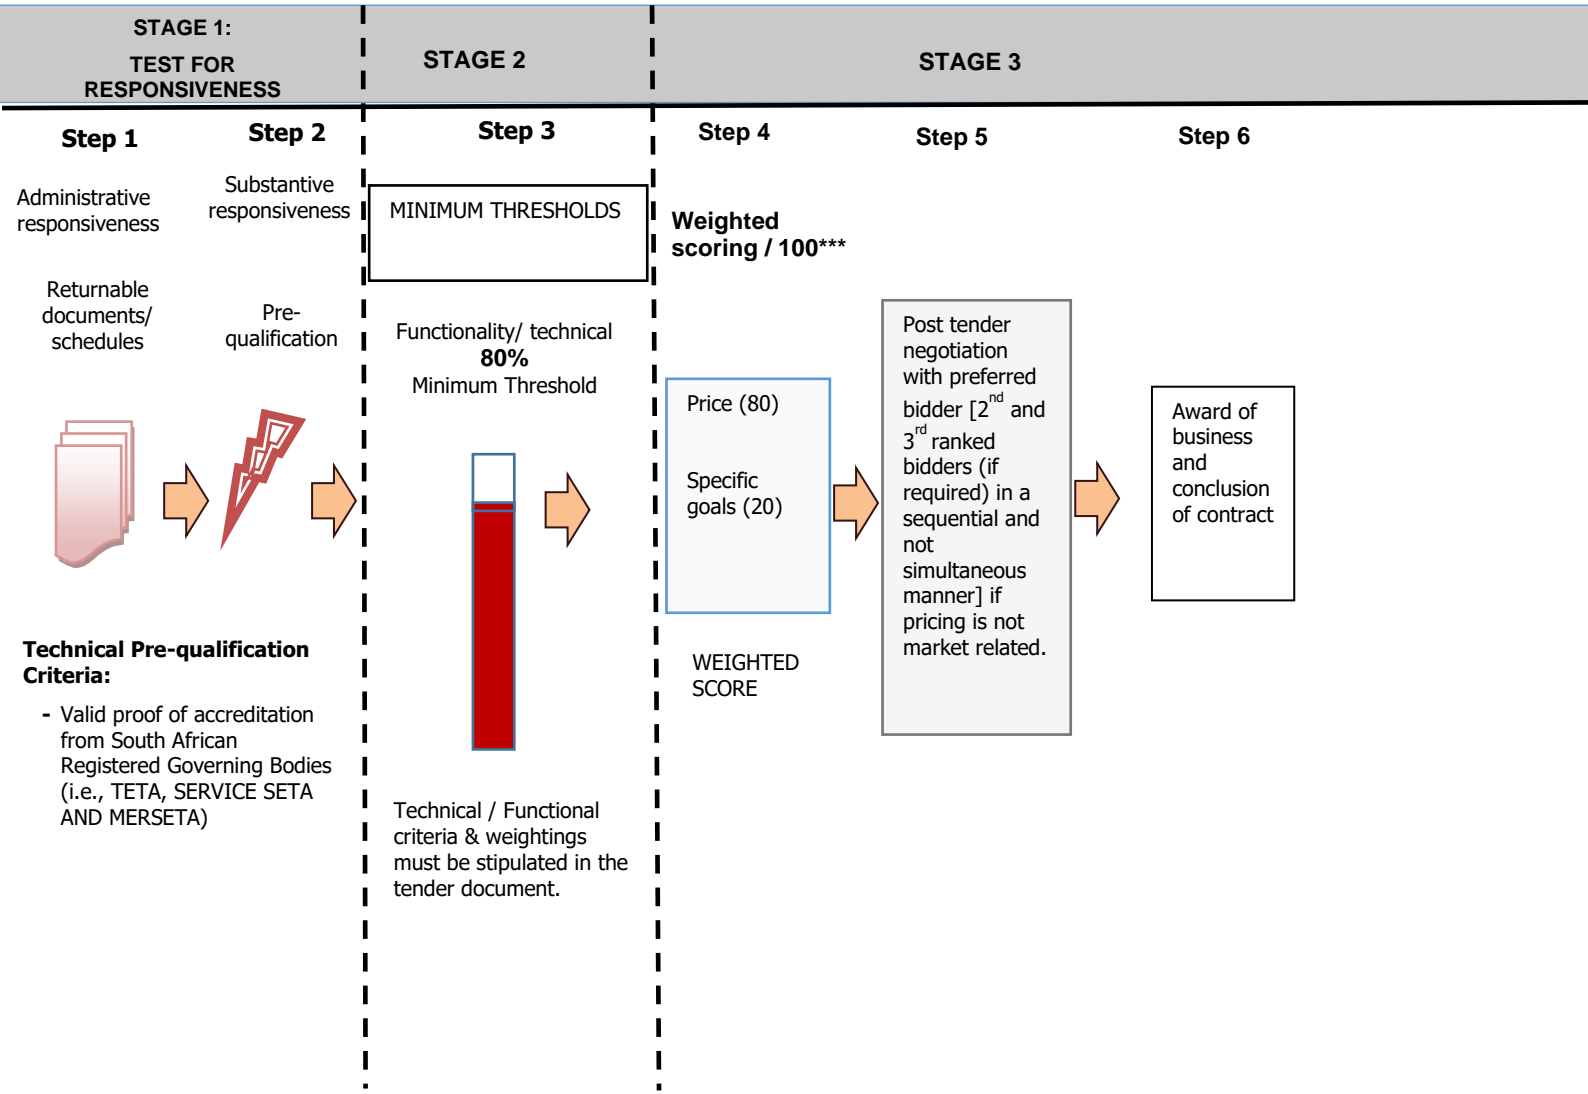 STAGE 1:
TEST FOR
RESPONSIVENESS
STAGE 2
STAGE 3
Step 1
Step 2
Step 3
Step 4
Step 5
Step 6
Administrative
responsiveness
Substantive
responsiveness
MINIMUM THRESHOLDS
Weighted
scoring / 100***
Returnable
documents/
schedules
Pre-
qualification
Functionality/ technical
80%
Minimum Threshold
Price (80)
Specific
goals (20)
Post tender
negotiation
with preferred
bidder [2nd and
3rd ranked
bidders (if
required) in a
sequential and
not
simultaneous
manner] if
pricing is not
market related.
Award of
business
and
conclusion
of contract
Technical Pre-qualification
Criteria:
- Valid proof of accreditation
from South African
Registered Governing Bodies
(i.e., TETA, SERVICE SETA
AND MERSETA)
WEIGHTED
SCORE
Technical / Functional
criteria & weightings
must be stipulated in the
tender document.